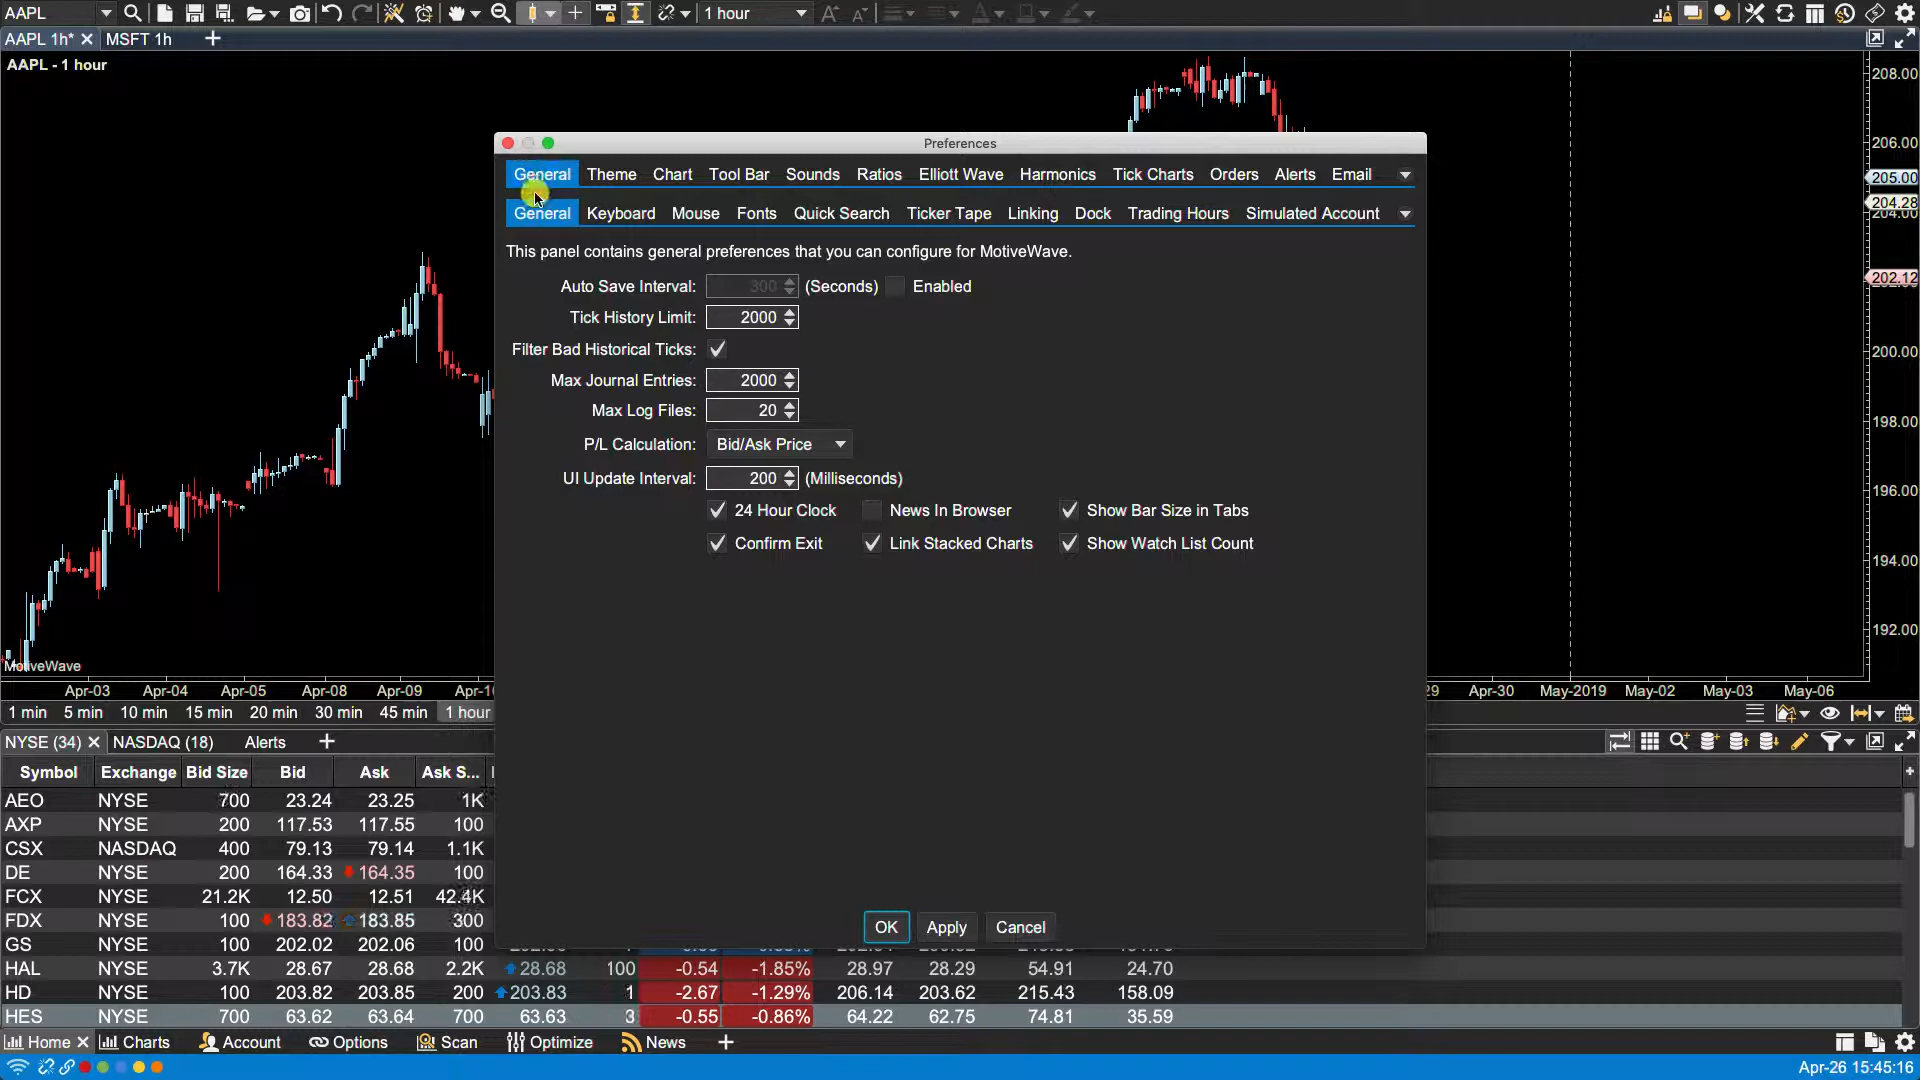 AAPL 1 hour
AAPL 1h* MSFT 1h
AAPL - 1 hour
208.00
206.00
205.00
204.28
204.00
202.12
200.00
198.00
196.00
194.00
192.00
Preferences
General Theme Chart Tool Bar Sounds Ratios Elliott Wave Harmonics Tick Charts Orders Alerts Email
General Keyboard Mouse Fonts Quick Search Ticker Tape Linking Dock Trading Hours Simulated Account
This panel contains general preferences that you can configure for MotiveWave.
Auto Save Interval: 300 (Seconds) Enabled
Tick History Limit: 2000
Filter Bad Historical Ticks:
Max Journal Entries: 2000
Max Log Files: 20
P/L Calculation: Bid/Ask Price
UI Update Interval: 200 (Milliseconds)
24 Hour Clock News In Browser Show Bar Size in Tabs
Confirm Exit Link Stacked Charts Show Watch List Count
OK Apply Cancel
MotiveWave
Apr-03 Apr-04 Apr-05 Apr-08 Apr-09 Apr-10 29 Apr-30 May-2019 May-02 May-03 May-06
1 min 5 min 10 min 15 min 20 min 30 min 45 min 1 hour
NYSE (34) NASDAQ (18) Alerts
Symbol Exchange Bid Size Bid Ask Ask S...
AEO NYSE 700 23.24 23.25 1K
AXP NYSE 200 117.53 117.55 100
CSX NASDAQ 400 79.13 79.14 1.1K
DE NYSE 200 164.33 164.35 100
FCX NYSE 21.2K 12.50 12.51 42.4K
FDX NYSE 100 183.82 183.85 300
GS NYSE 100 202.02 202.06 100
HAL NYSE 3.7K 28.67 28.68 2.2K 28.68 100 -0.54 -1.85% 28.97 28.29 54.91 24.70
HD NYSE 100 203.82 203.85 200 203.83 1 -2.67 -1.29% 206.14 203.62 215.43 158.09
HES NYSE 700 63.62 63.64 700 63.63 3 -0.55 -0.86% 64.22 62.75 74.81 35.59
Home Charts Account Options Scan Optimize News
Apr-26 15:45:16